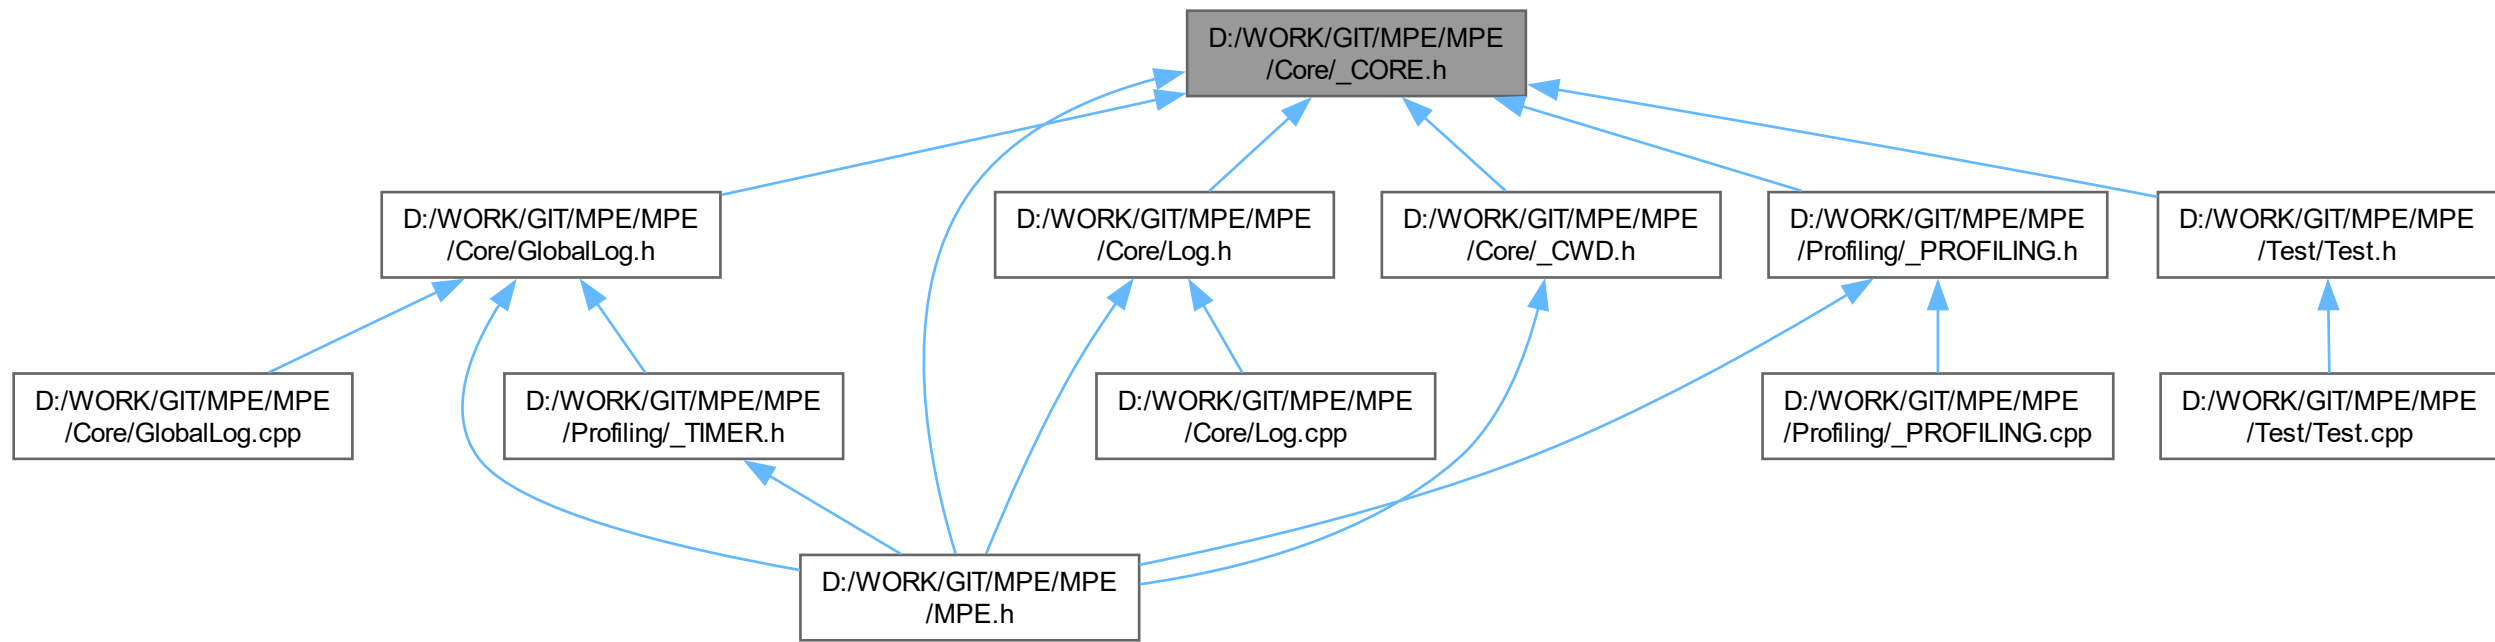 D:/WORK/GIT/MPE/MPE
/Core/_CORE.h
D:/WORK/GIT/MPE/MPE
/Core/GlobalLog.h
D:/WORK/GIT/MPE/MPE
/Core/Log.h
D:/WORK/GIT/MPE/MPE
/Core/_CWD.h
D:/WORK/GIT/MPE/MPE
/Profiling/_PROFILING.h
D:/WORK/GIT/MPE/MPE
/Test/Test.h
D:/WORK/GIT/MPE/MPE
/Core/GlobalLog.cpp
D:/WORK/GIT/MPE/MPE
/Profiling/_TIMER.h
D:/WORK/GIT/MPE/MPE
/Core/Log.cpp
D:/WORK/GIT/MPE/MPE
/Profiling/_PROFILING.cpp
D:/WORK/GIT/MPE/MPE
/Test/Test.cpp
D:/WORK/GIT/MPE/MPE
/MPE.h